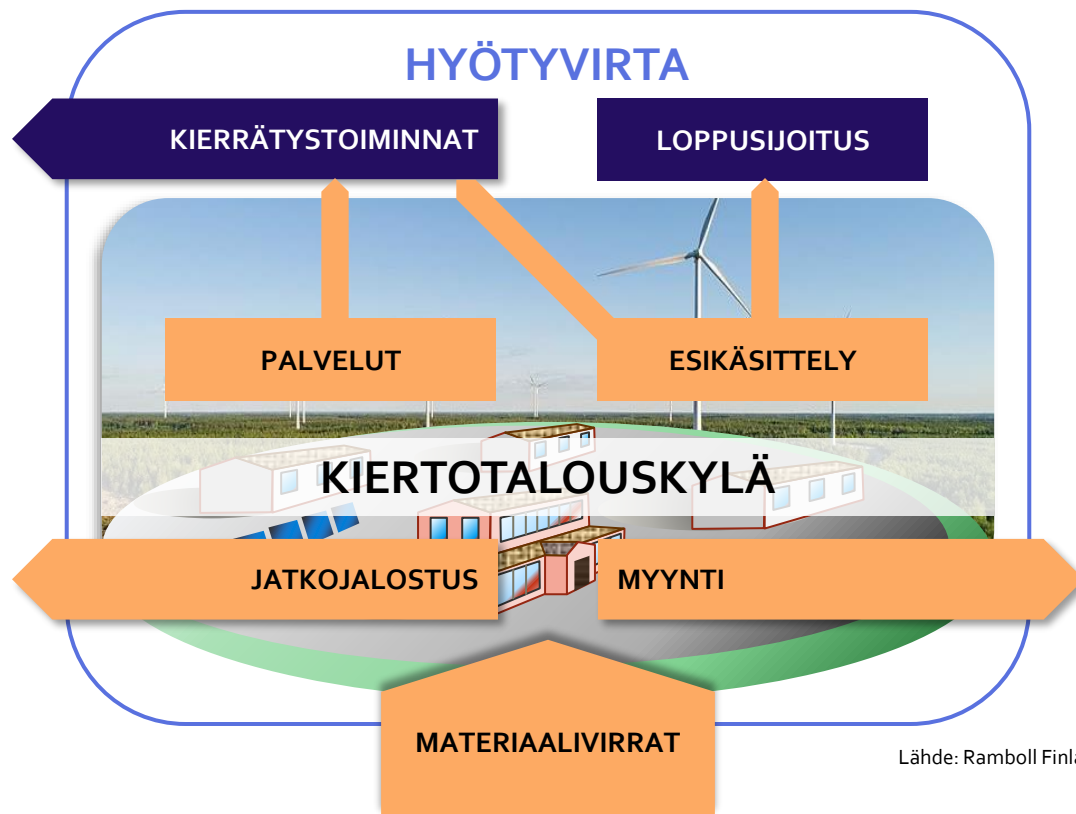 HYÖTYVIRTA
KIERRÄTYSTOIMINNAT
LOPPUSIJOITUS
PALVELUT
ESIKÄSITTELY
KIERTOTALOUSKYLÄ
JATKOJALOSTUS
MYYNTI
MATERIAALIVIRRAT
Lähde: Ramboll